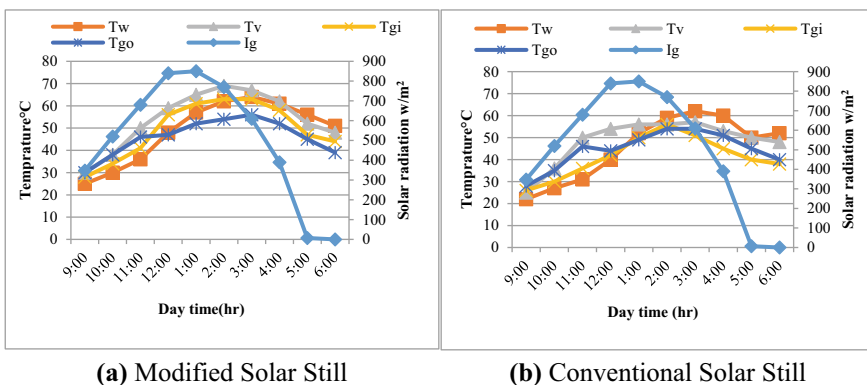 Tw Tv Tgi
Tgo Ig
80
70
60
50
40
30
20
10
0
900
800
700
600
500
400
300
200
100
0
Temprature°C
Solar radiation w/m²
9:00 10:00 11:00 12:00 1:00 2:00 3:00 4:00 5:00 6:00
Day time(hr)
(a) Modified Solar Still
Tw Tv Tgi
Tgo Ig
80
70
60
50
40
30
20
10
0
900
800
700
600
500
400
300
200
100
0
Temprature°C
Solar radiation w/m²
9:00 10:00 11:00 12:00 1:00 2:00 3:00 4:00 5:00 6:00
Day time (hr)
(b) Conventional Solar Still